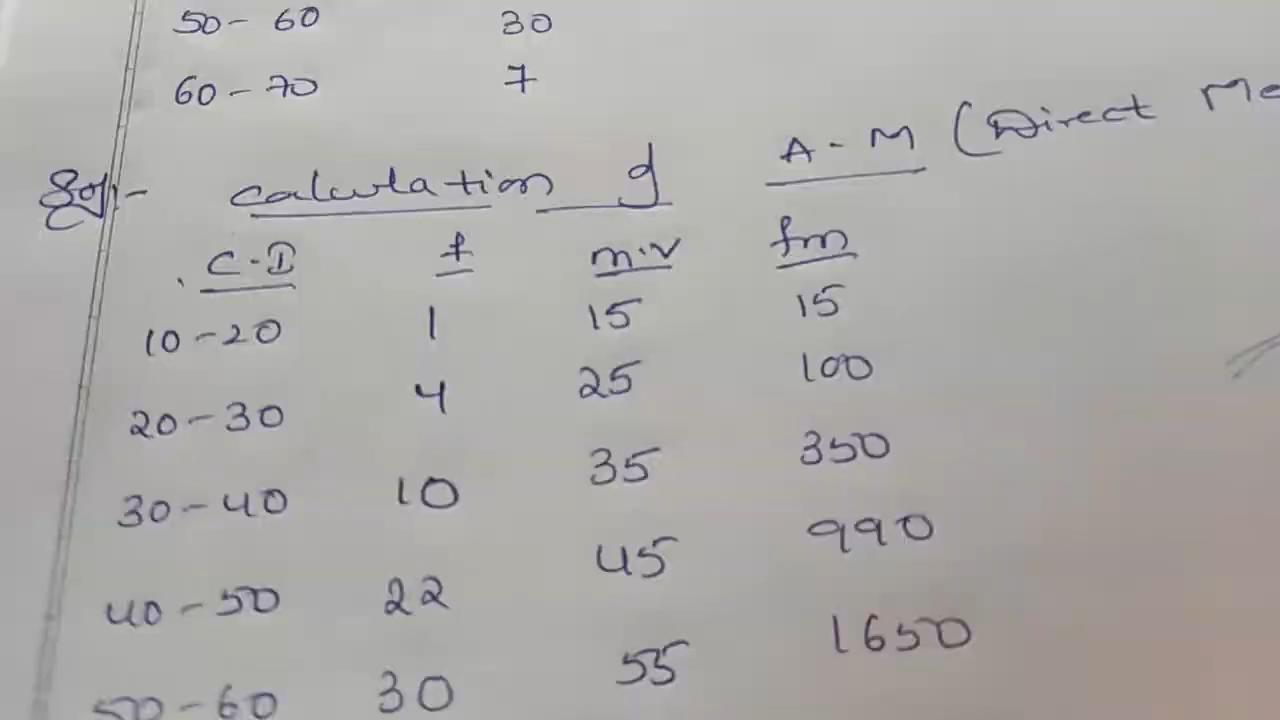 50 - 60 30
60 - 70 7
Sol:- Calculation of A.M (Direct Me
C.I f m.v fm
10 - 20 1 15 15
20 - 30 4 25 100
30 - 40 10 35 350
40 - 50 22 45 990
50 - 60 30 55 1650